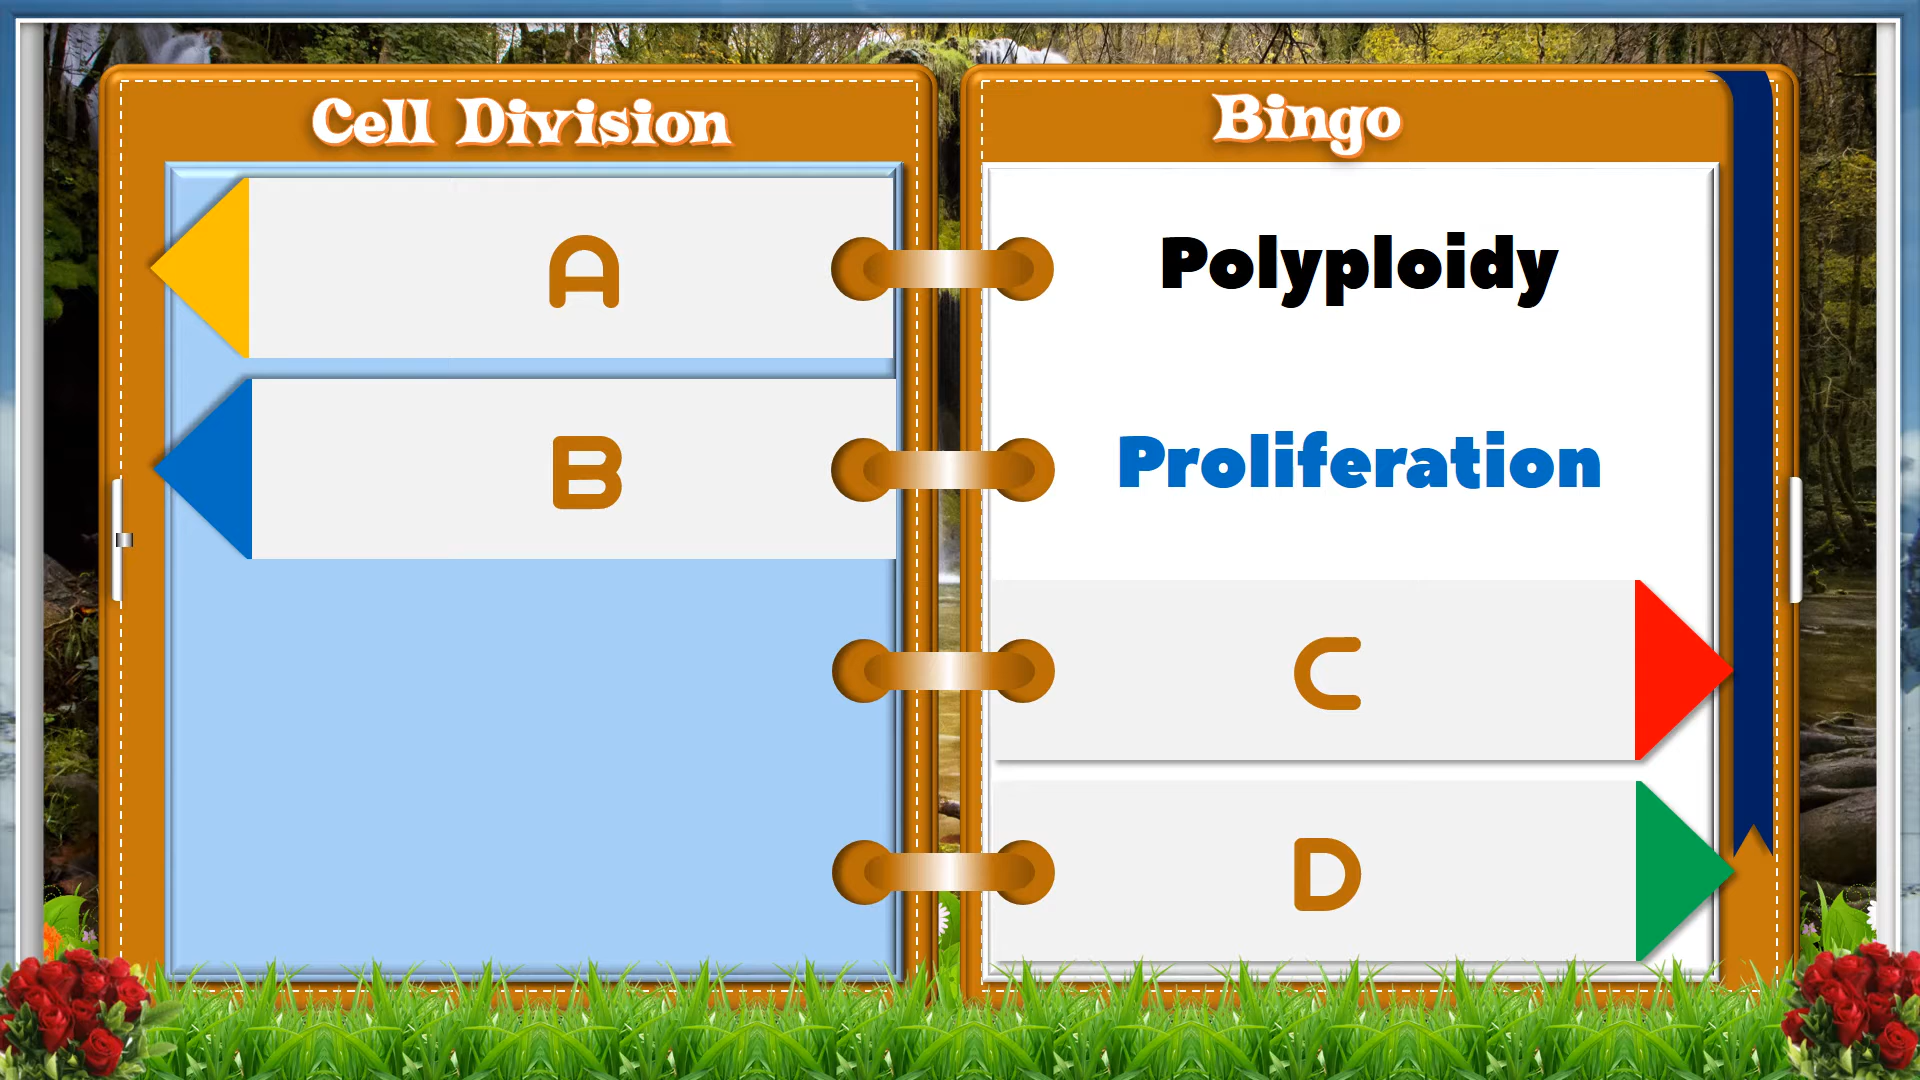 Cell Division
Bingo
A
Polyploidy
B
Proliferation
C
D